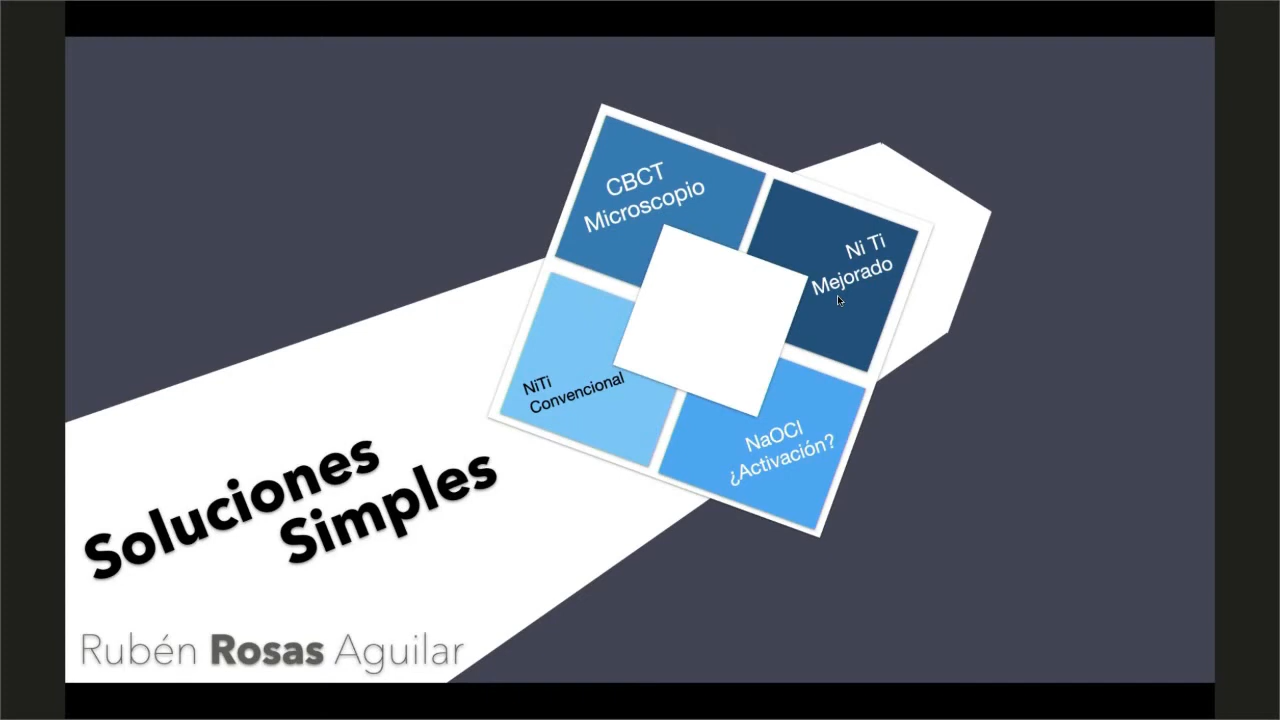 CBCT
Microscopio
Ni Ti
Mejorado
NiTi
Convencional
NaOCl
¿Activación?
Soluciones
Simples
Rubén Rosas Aguilar